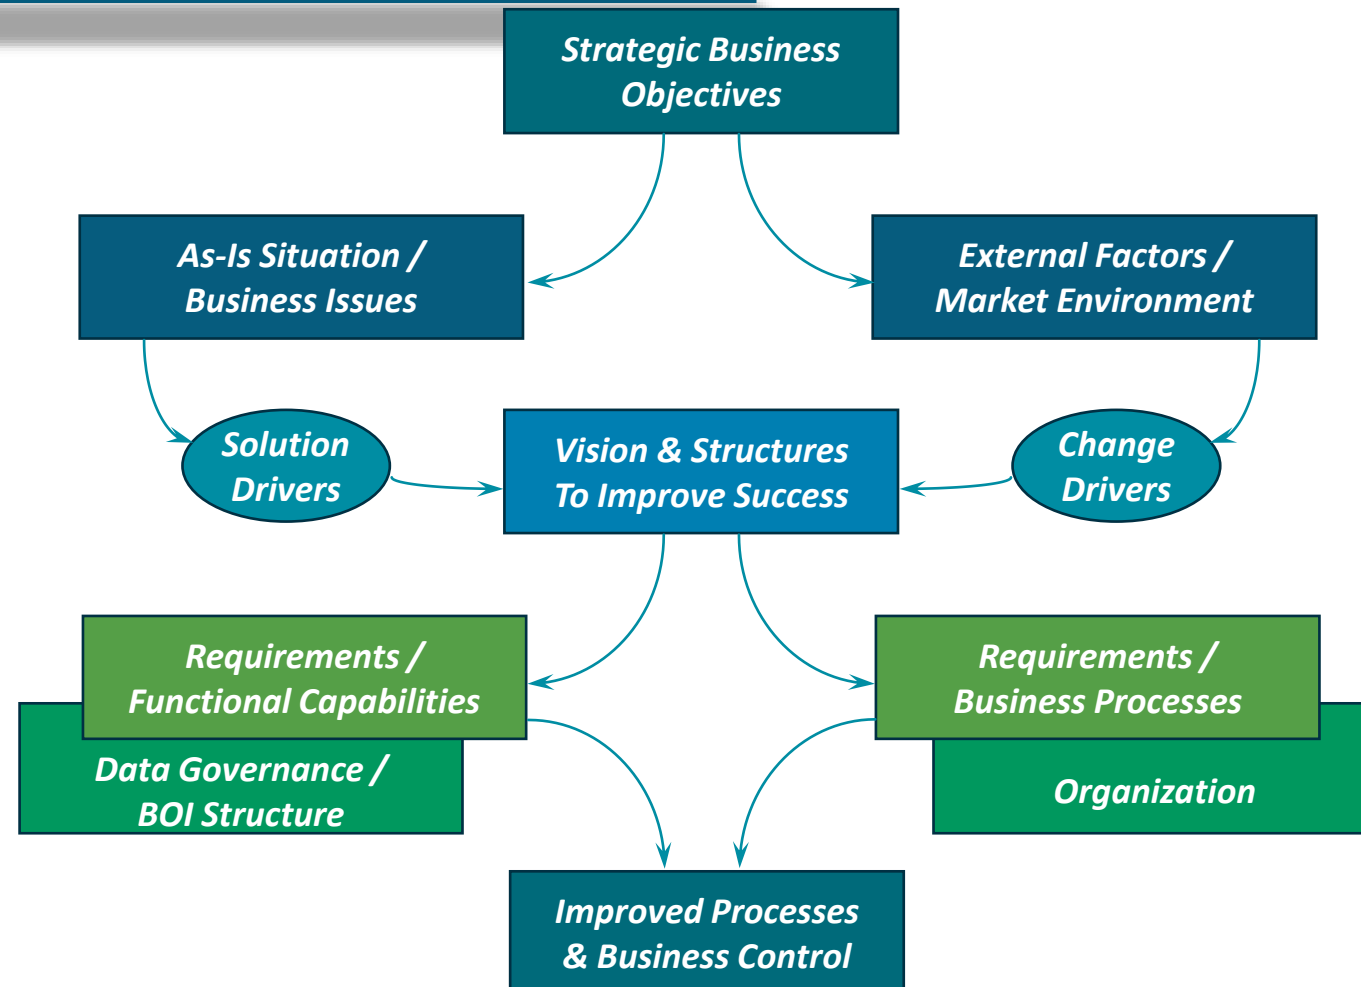 Strategic Business
Objectives
As-Is Situation /
Business Issues
External Factors /
Market Environment
Solution
Drivers
Vision & Structures
To Improve Success
Change
Drivers
Requirements /
Functional Capabilities
Requirements /
Business Processes
Data Governance /
BOI Structure
Organization
Improved Processes
& Business Control